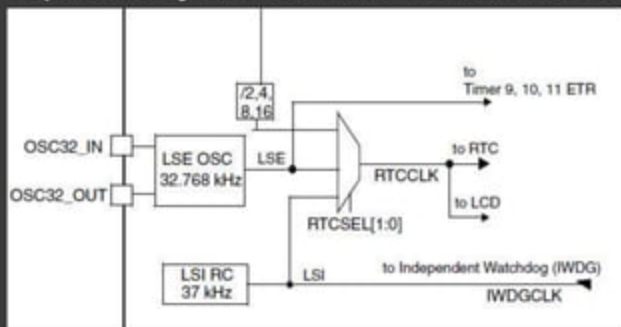 /2,4,
8,16
to
Timer 9, 10, 11 ETR
OSC32_IN
LSE OSC
32.768 kHz
LSE
to RTC
RTCCLK
OSC32_OUT
to LCD
RTCSEL[1:0]
LSI RC
37 kHz
LSI
to Independent Watchdog (IWDG)
IWDGCLK